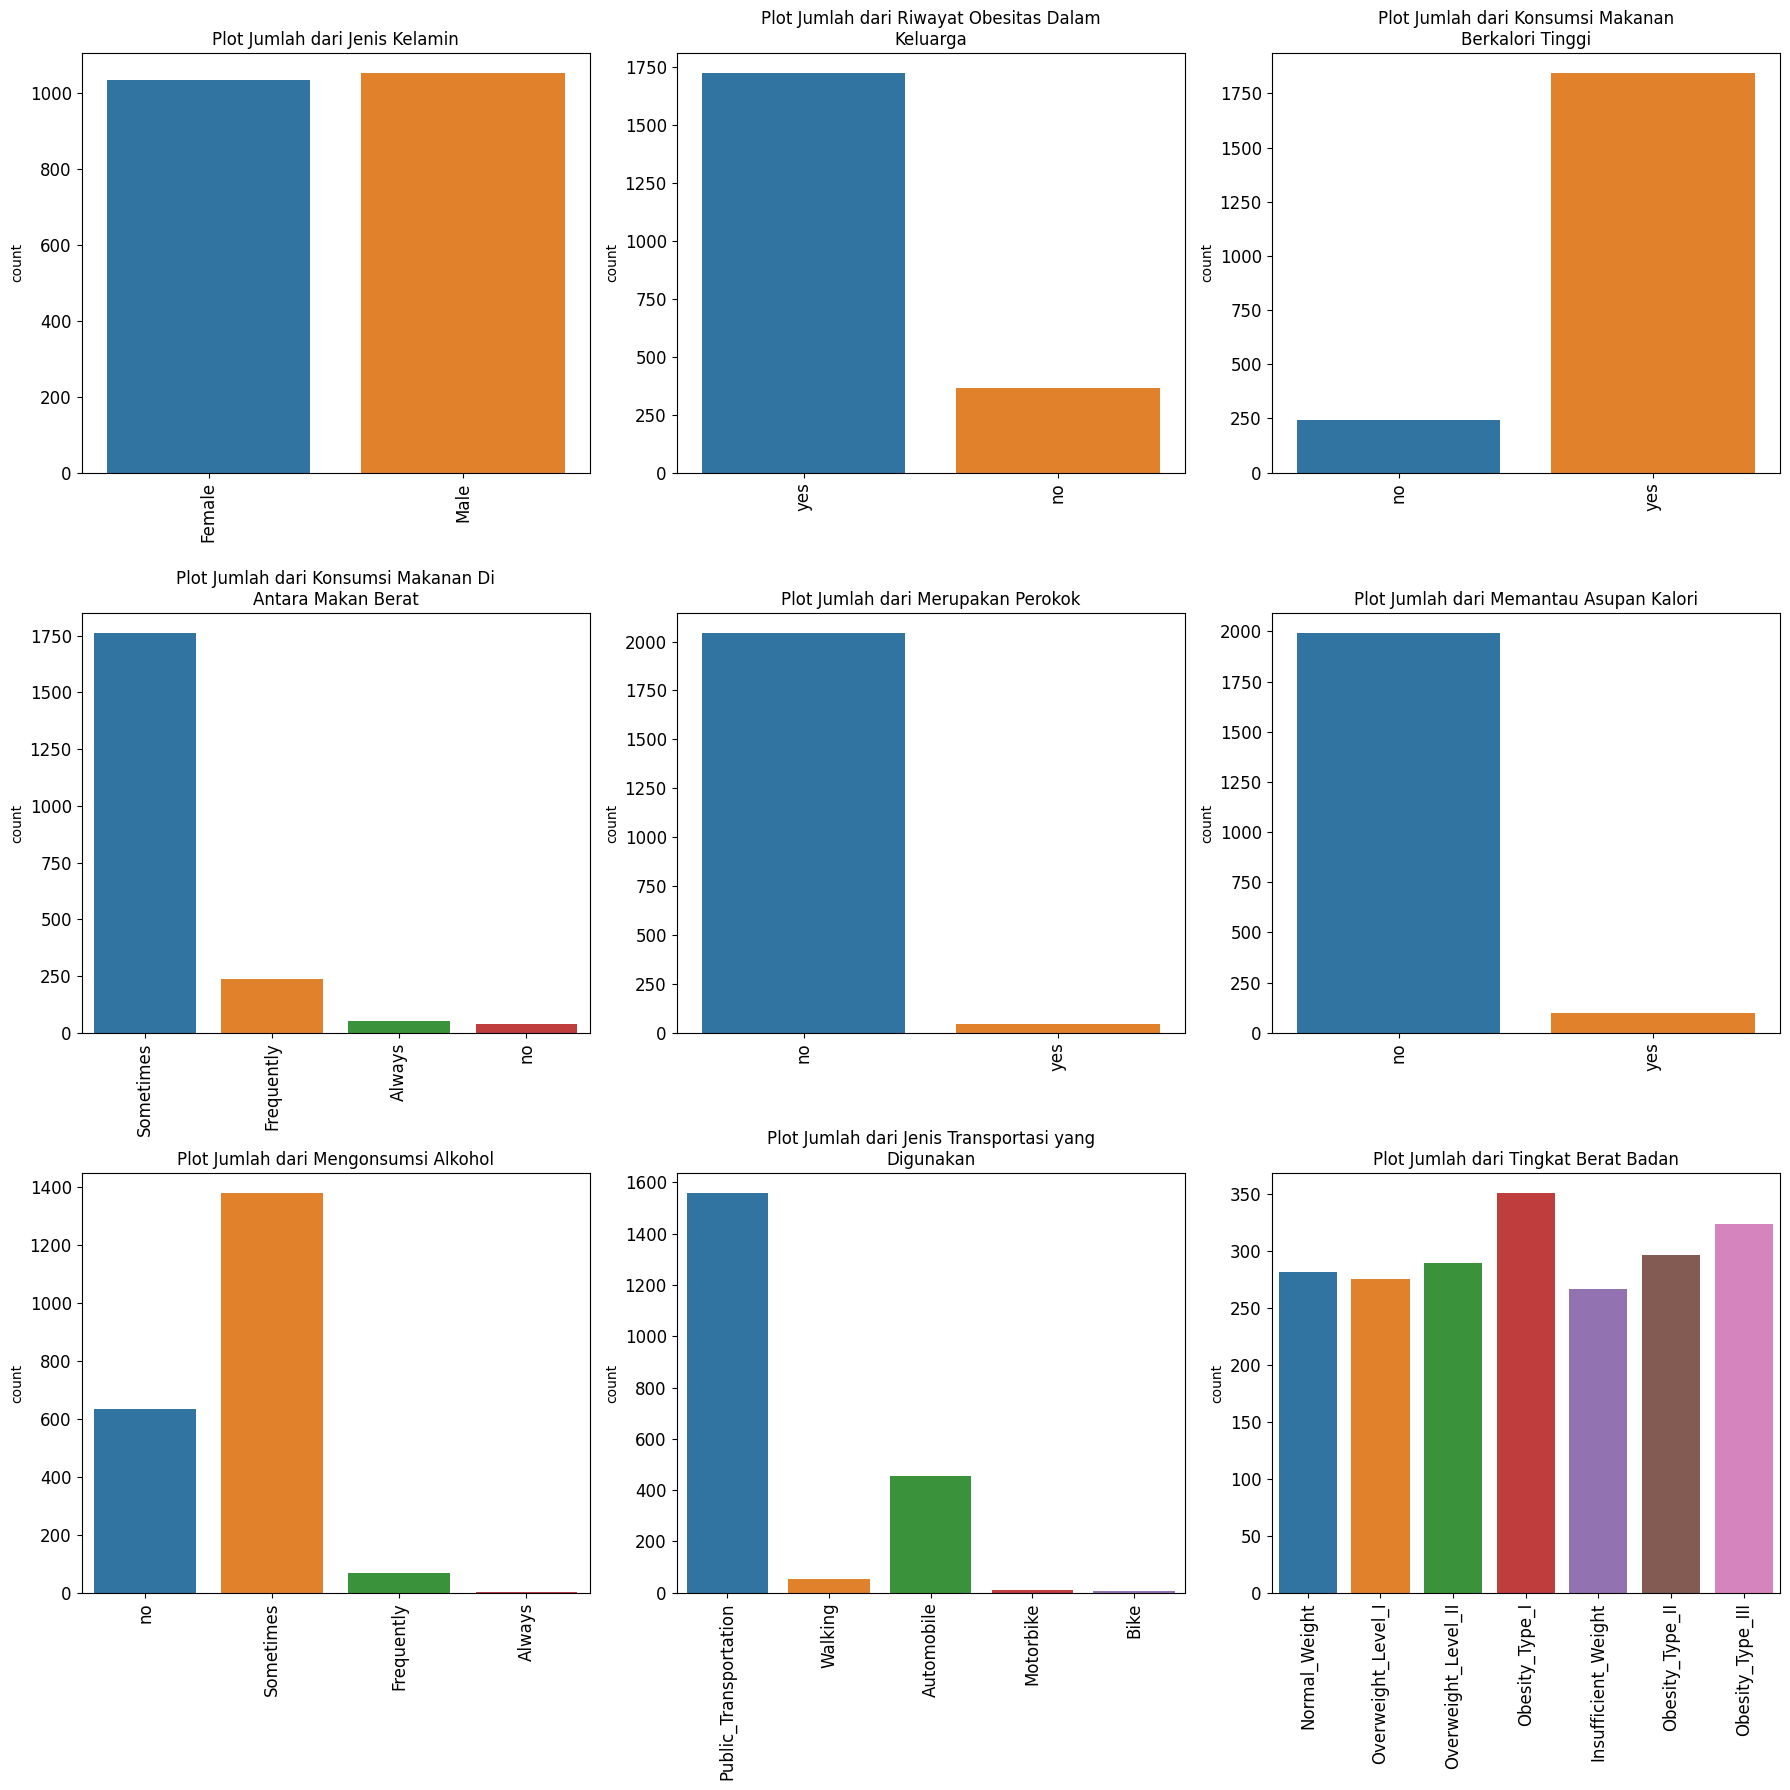 Plot Jumlah dari Jenis Kelamin
count
1000
800
600
400
200
0
Female
Male
Plot Jumlah dari Riwayat Obesitas Dalam
Keluarga
count
1750
1500
1250
1000
750
500
250
0
yes
no
Plot Jumlah dari Konsumsi Makanan
Berkalori Tinggi
count
1750
1500
1250
1000
750
500
250
0
no
yes
Plot Jumlah dari Konsumsi Makanan Di
Antara Makan Berat
count
1750
1500
1250
1000
750
500
250
0
Sometimes
Frequently
Always
no
Plot Jumlah dari Merupakan Perokok
count
2000
1750
1500
1250
1000
750
500
250
0
no
yes
Plot Jumlah dari Memantau Asupan Kalori
count
2000
1750
1500
1250
1000
750
500
250
0
no
yes
Plot Jumlah dari Mengonsumsi Alkohol
count
1400
1200
1000
800
600
400
200
0
no
Sometimes
Frequently
Always
Plot Jumlah dari Jenis Transportasi yang
Digunakan
count
1600
1400
1200
1000
800
600
400
200
0
Public_Transportation
Walking
Automobile
Motorbike
Bike
Plot Jumlah dari Tingkat Berat Badan
count
350
300
250
200
150
100
50
0
Normal_Weight
Overweight_Level_I
Overweight_Level_II
Obesity_Type_I
Insufficient_Weight
Obesity_Type_II
Obesity_Type_III